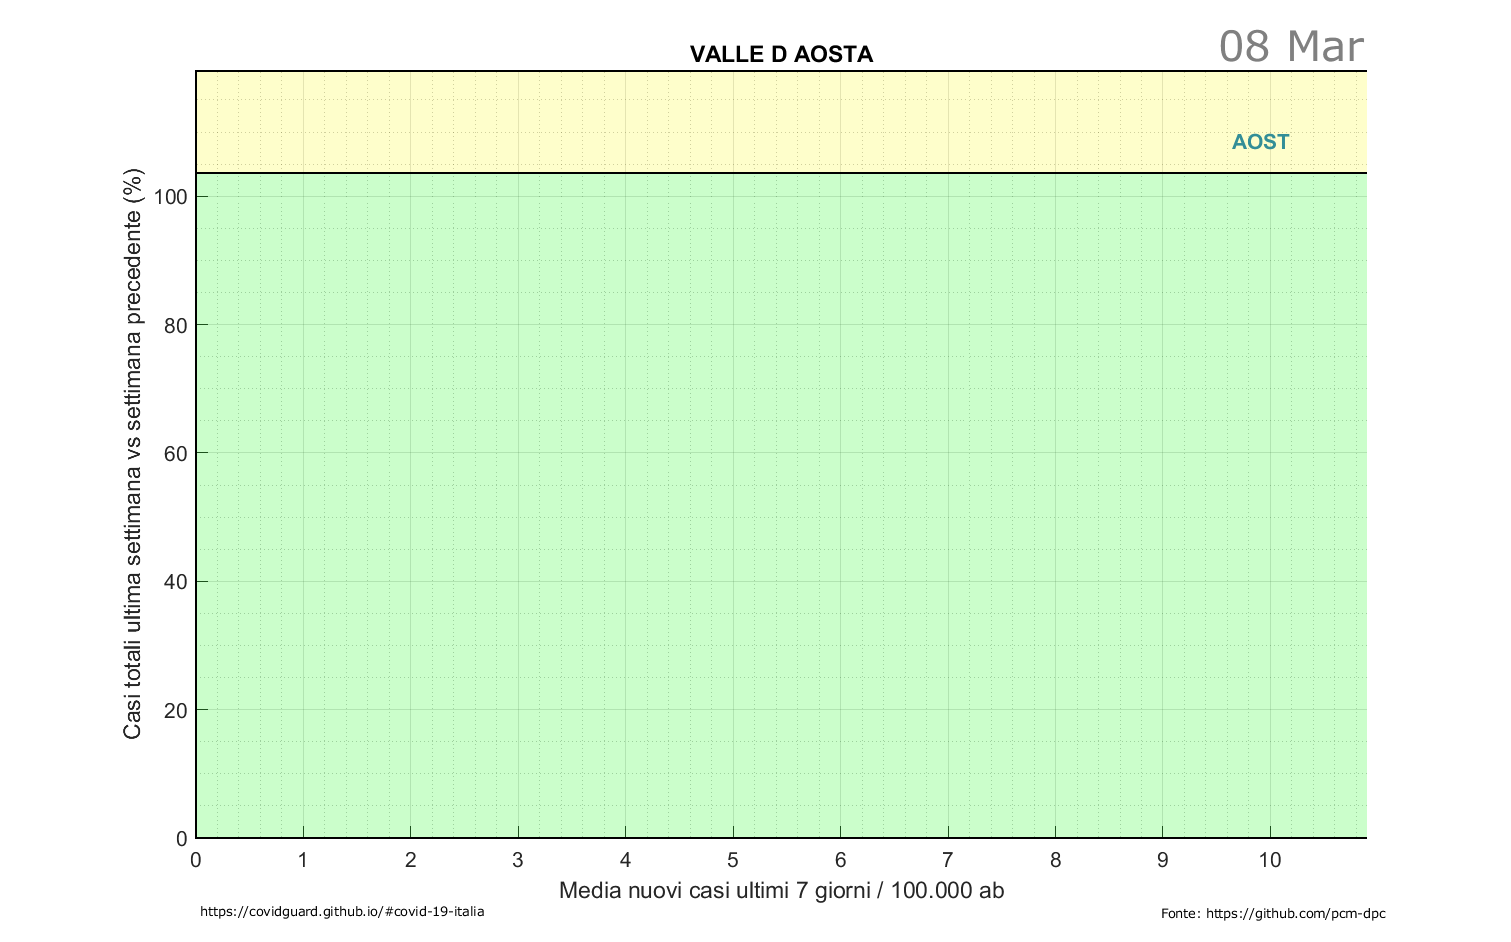 08 Mar
VALLE D AOSTA
AOST
Casi totali ultima settimana vs settimana precedente (%)
100
80
60
40
20
0
0 1 2 3 4 5 6 7 8 9 10
Media nuovi casi ultimi 7 giorni / 100.000 ab
https://covidguard.github.io/#covid-19-italia
Fonte: https://github.com/pcm-dpc